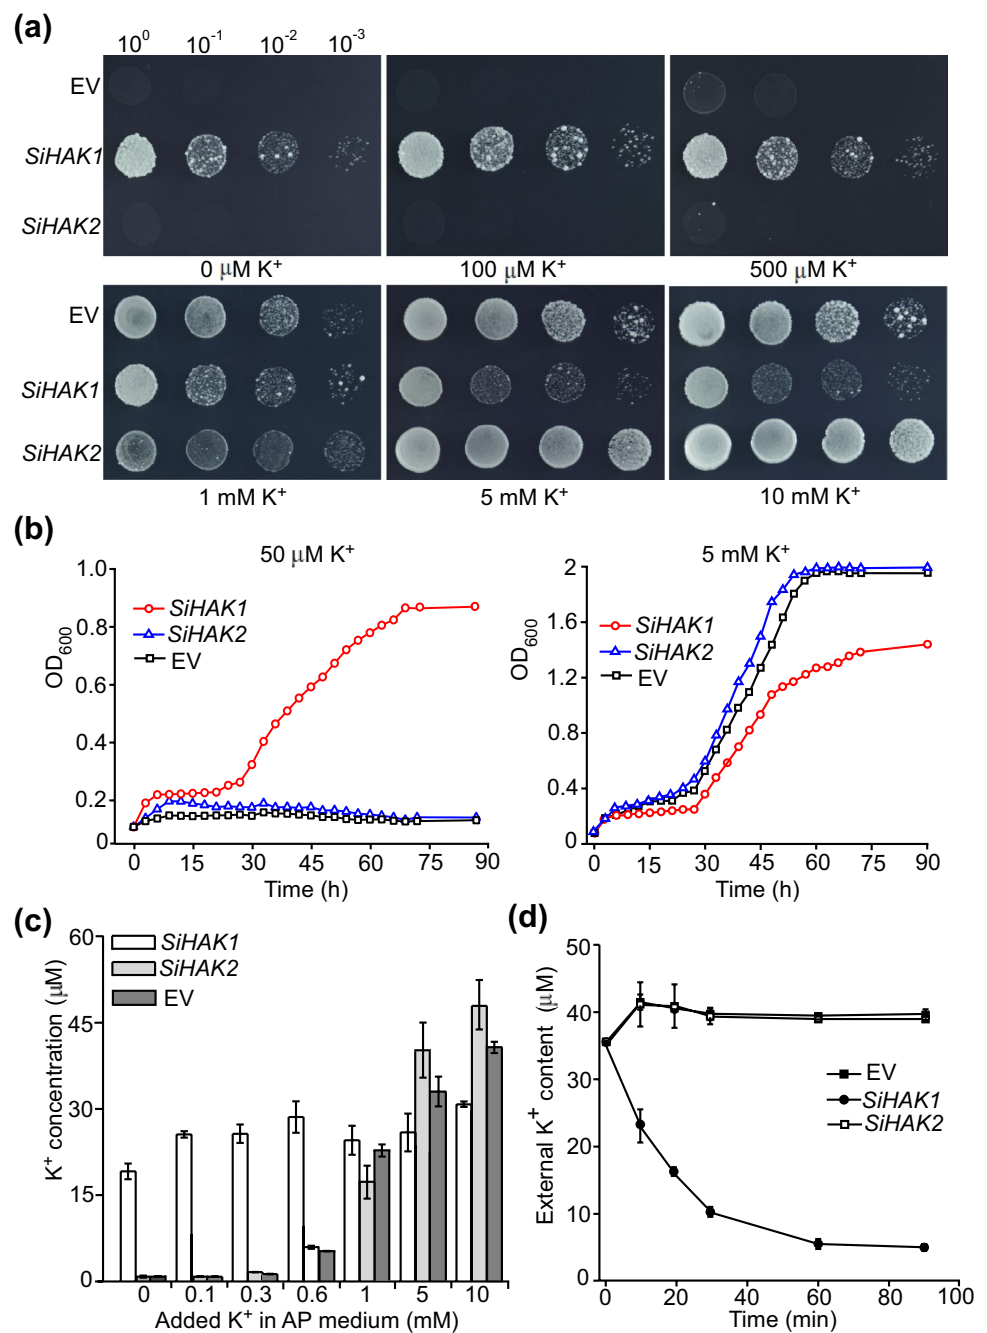 (a)
10⁰ 10⁻¹ 10⁻² 10⁻³
EV
SiHAK1
SiHAK2
0 μM K⁺ 100 μM K⁺ 500 μM K⁺
EV
SiHAK1
SiHAK2
1 mM K⁺ 5 mM K⁺ 10 mM K⁺
(b)
50 μM K⁺
1.0
0.8
0.6
0.4
0.2
0
OD₆₀₀
SiHAK1
SiHAK2
EV
0 15 30 45 60 75 90
Time (h)
5 mM K⁺
2
1.6
1.2
0.8
0.4
0
OD₆₀₀
SiHAK1
SiHAK2
EV
0 15 30 45 60 75 90
Time (h)
(c)
60
45
30
15
0
K⁺ concentration (μM)
SiHAK1
SiHAK2
EV
0 0.1 0.3 0.6 1 5 10
Added K⁺ in AP medium (mM)
(d)
50
40
30
20
10
0
External K⁺ content (μM)
EV
SiHAK1
SiHAK2
0 20 40 60 80 100
Time (min)